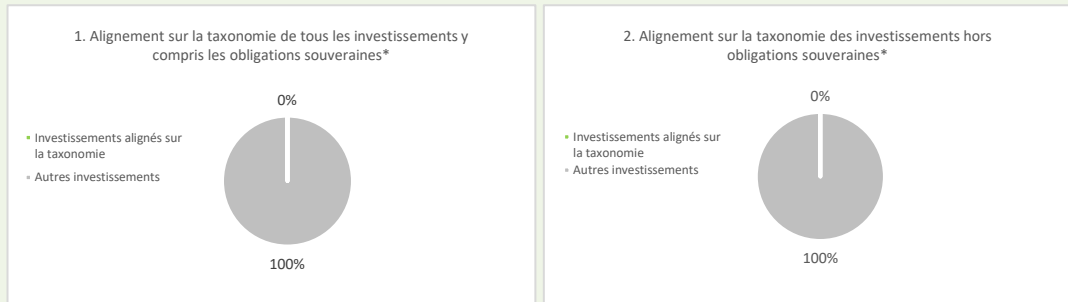 1. Alignement sur la taxonomie de tous les investissements y
compris les obligations souveraines*
0%
Investissements alignés sur
la taxonomie
Autres investissements
100%
2. Alignement sur la taxonomie des investissements hors
obligations souveraines*
0%
Investissements alignés sur
la taxonomie
Autres investissements
100%